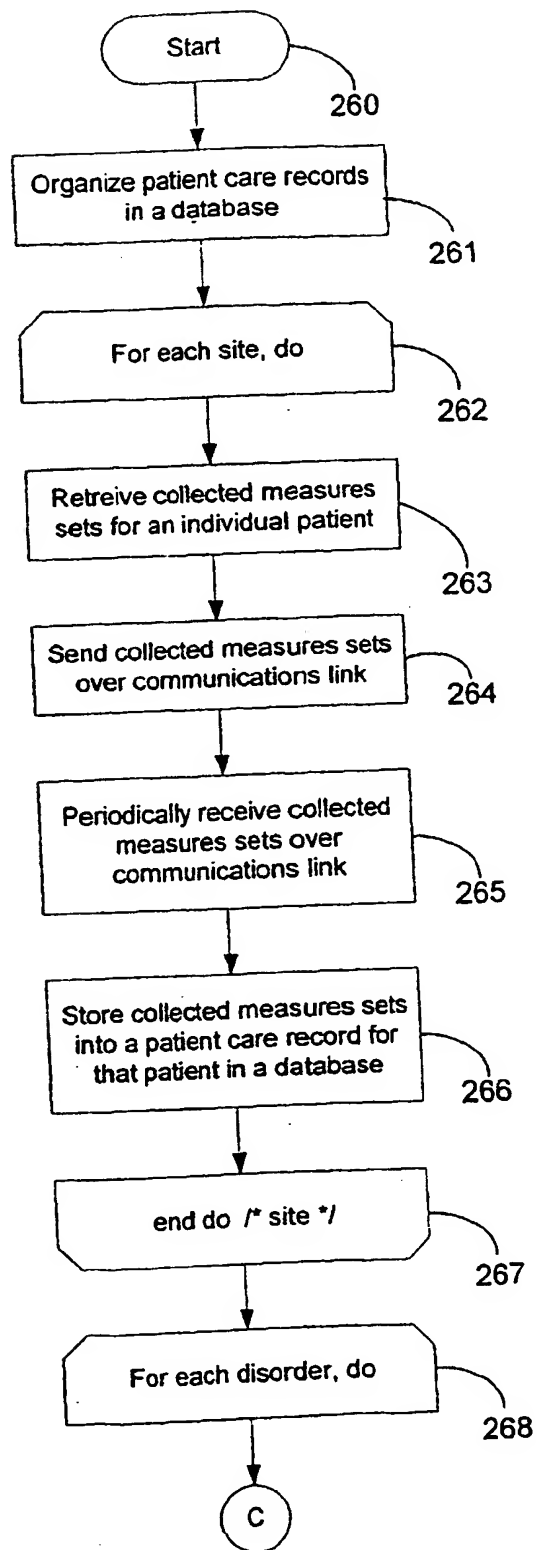 Start
260
Organize patient care records
in a database
261
For each site, do
262
Retreive collected measures
sets for an individual patient
263
Send collected measures sets
over communications link
264
Periodically receive collected
measures sets over
communications link
265
Store collected measures sets
into a patient care record for
that patient in a database
266
end do /* site */
267
For each disorder, do
268
C